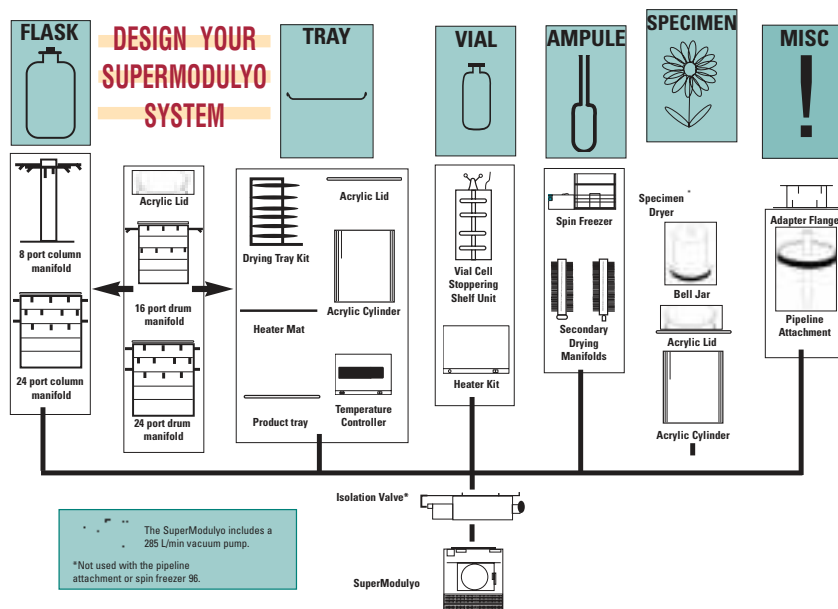 FLASK
DESIGN YOUR
SUPERMODULYO
SYSTEM
TRAY
VIAL
AMPULE
SPECIMEN
MISC
!
8 port column
manifold
24 port column
manifold
Acrylic Lid
16 port drum
manifold
24 port drum
manifold
Drying Tray Kit
Acrylic Lid
Acrylic Cylinder
Heater Mat
Product tray
Temperature
Controller
Vial Cell
Stoppering
Shelf Unit
Heater Kit
Spin Freezer
Secondary
Drying
Manifolds
Specimen *
Dryer
Bell Jar
Acrylic Lid
Acrylic Cylinder
Adapter Flange
Pipeline
Attachment
Isolation Valve*
SuperModulyo
The SuperModulyo includes a
285 L/min vacuum pump.
*Not used with the pipeline
attachment or spin freezer 96.